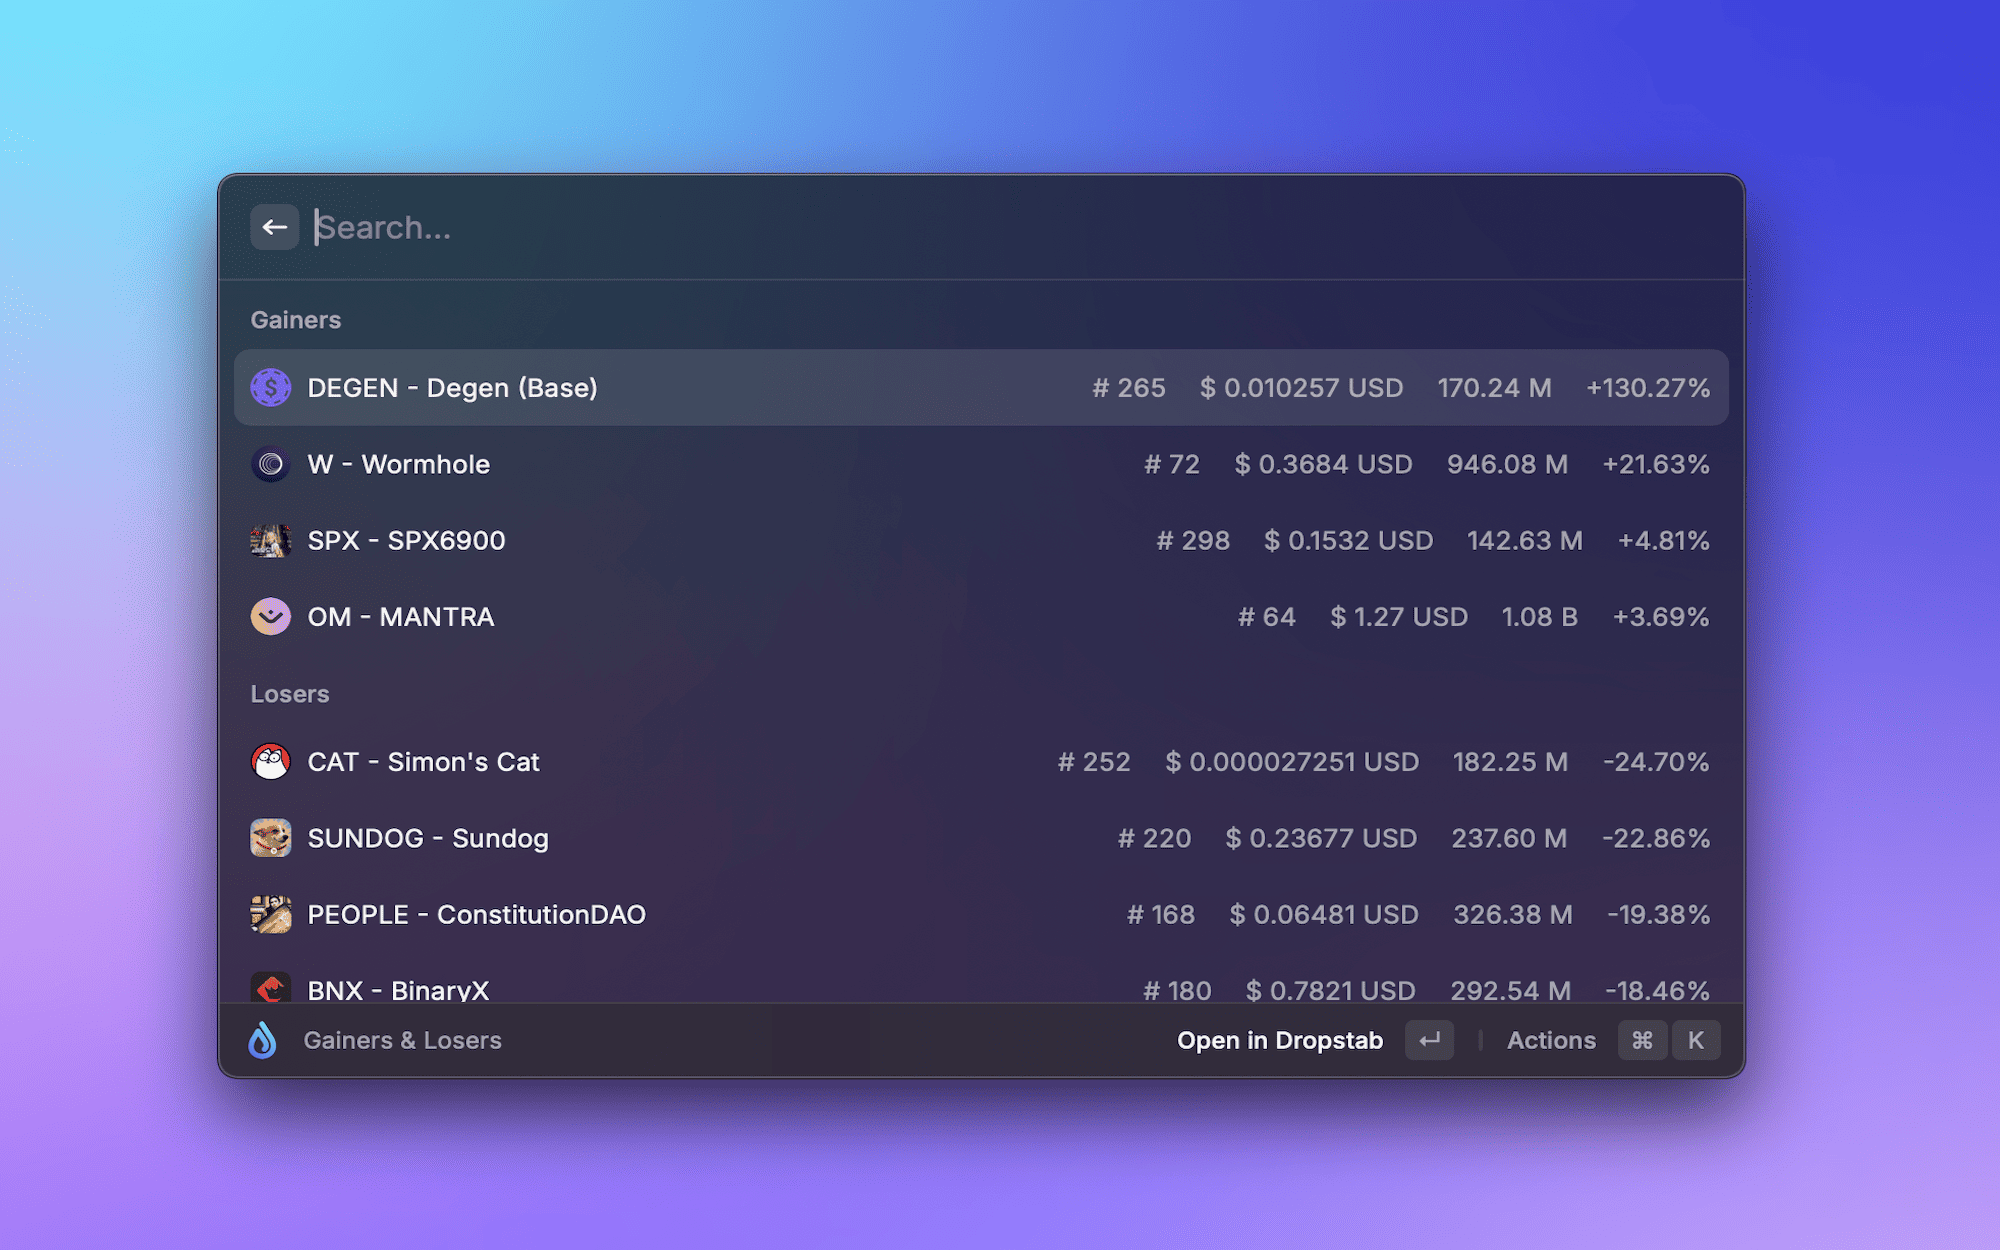 Search...
Gainers
DEGEN - Degen (Base) # 265 $ 0.010257 USD 170.24 M +130.27%
W - Wormhole # 72 $ 0.3684 USD 946.08 M +21.63%
SPX - SPX6900 # 298 $ 0.1532 USD 142.63 M +4.81%
OM - MANTRA # 64 $ 1.27 USD 1.08 B +3.69%
Losers
CAT - Simon's Cat # 252 $ 0.000027251 USD 182.25 M -24.70%
SUNDOG - Sundog # 220 $ 0.23677 USD 237.60 M -22.86%
PEOPLE - ConstitutionDAO # 168 $ 0.06481 USD 326.38 M -19.38%
BNX - BinaryX # 180 $ 0.7821 USD 292.54 M -18.46%
Gainers & Losers Open in Dropstab ↵ | Actions ⌘ K